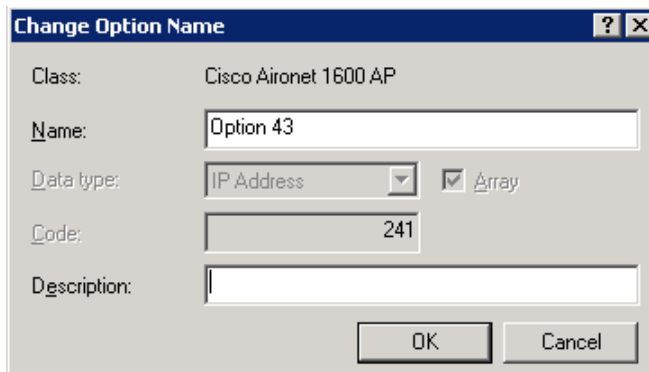 Change Option Name
Class: Cisco Aironet 1600 AP
Name: Option 43
Data type: IP Address Array
Code: 241
Description:
OK Cancel